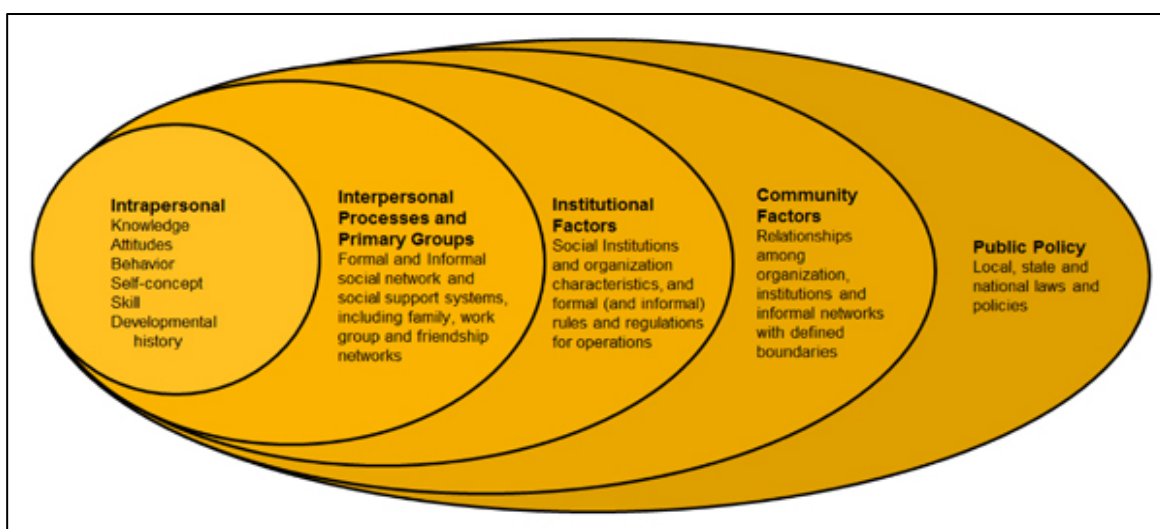 Intrapersonal
Knowledge
Attitudes
Behavior
Self-concept
Skill
Developmental
history
Interpersonal
Processes and
Primary Groups
Formal and Informal
social network and
social support systems,
including family, work
group and friendship
networks
Institutional
Factors
Social Institutions
and organization
characteristics, and
formal (and informal)
rules and regulations
for operations
Community
Factors
Relationships
among
organization,
institutions and
informal networks
with defined
boundaries
Public Policy
Local, state and
national laws and
policies